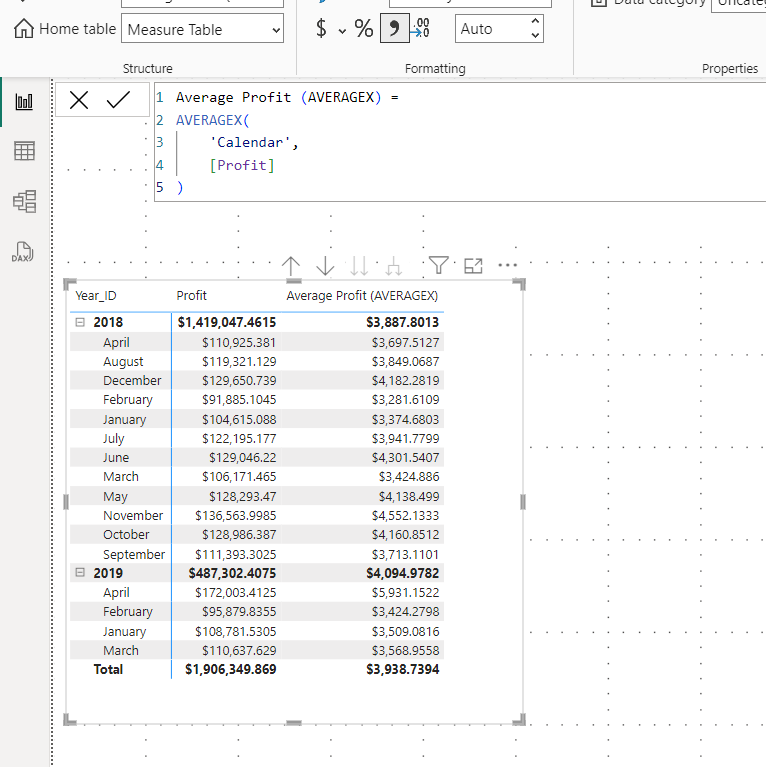 Data category Uncate
Home table Measure Table
$ % 9 .00 Auto
Structure Formatting Properties
1 Average Profit (AVERAGEX) =
2 AVERAGEX(
3 'Calendar',
4 [Profit]
5 )
DAX
Year_ID Profit Average Profit (AVERAGEX)
2018 $1,419,047.4615 $3,887.8013
April $110,925.381 $3,697.5127
August $119,321.129 $3,849.0687
December $129,650.739 $4,182.2819
February $91,885.1045 $3,281.6109
January $104,615.088 $3,374.6803
July $122,195.177 $3,941.7799
June $129,046.22 $4,301.5407
March $106,171.465 $3,424.886
May $128,293.47 $4,138.499
November $136,563.9985 $4,552.1333
October $128,986.387 $4,160.8512
September $111,393.3025 $3,713.1101
2019 $487,302.4075 $4,094.9782
April $172,003.4125 $5,931.1522
February $95,879.8355 $3,424.2798
January $108,781.5305 $3,509.0816
March $110,637.629 $3,568.9558
Total $1,906,349.869 $3,938.7394